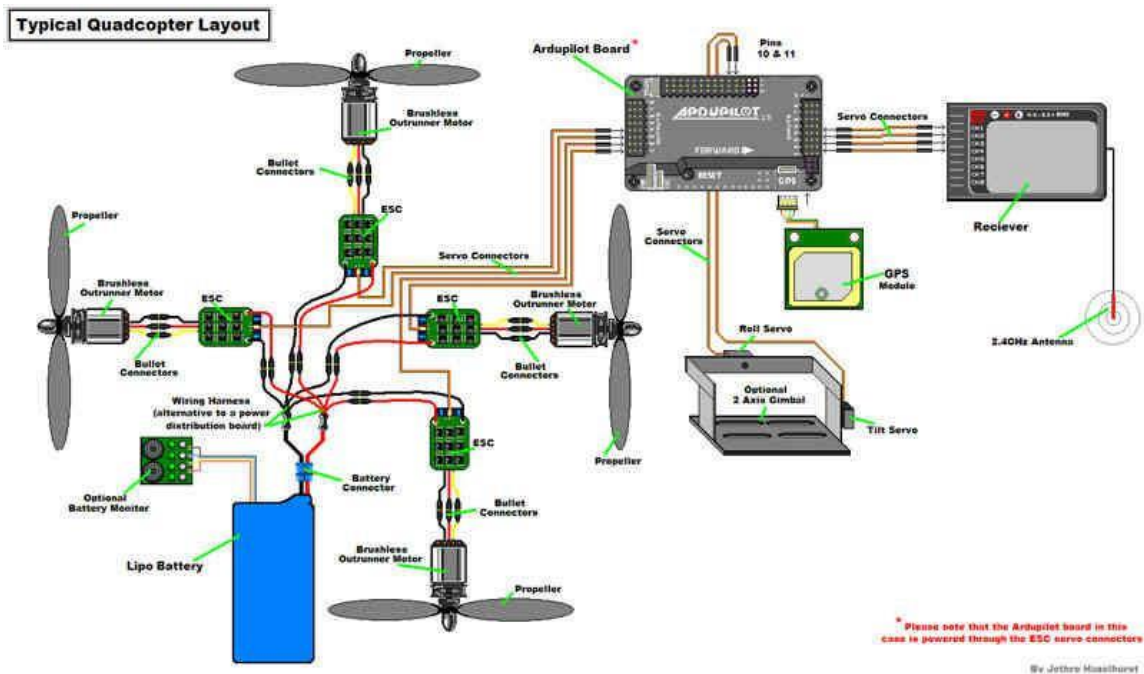 Typical Quadcopter Layout
Propeller
Ardupilot Board *
Pins
10 & 11
Brushless
Outrunner Motor
ARDUPILOT
Servo Connectors
Bullet
Connectors
FORWARD
RESET
GPS
Propeller
ESC
Reciever
Servo
Connectors
Servo Connectors
GPS
Module
Brushless
Outrunner Motor
ESC
ESC
Brushless
Outrunner Motor
Roll Servo
2.4GHz Antenna
Bullet
Connectors
Bullet
Connectors
Optional
2 Axis Gimbal
Wiring Harness
(alternative to a power
distribution board)
Tilt Servo
ESC
Propeller
Optional
Battery Monitor
Battery
Connector
Bullet
Connectors
Lipo Battery
Brushless
Outrunner Motor
Propeller
* Please note that the Ardupilot board in this
case is powered through the ESC servo connectors
By Jethro Hazelhurst